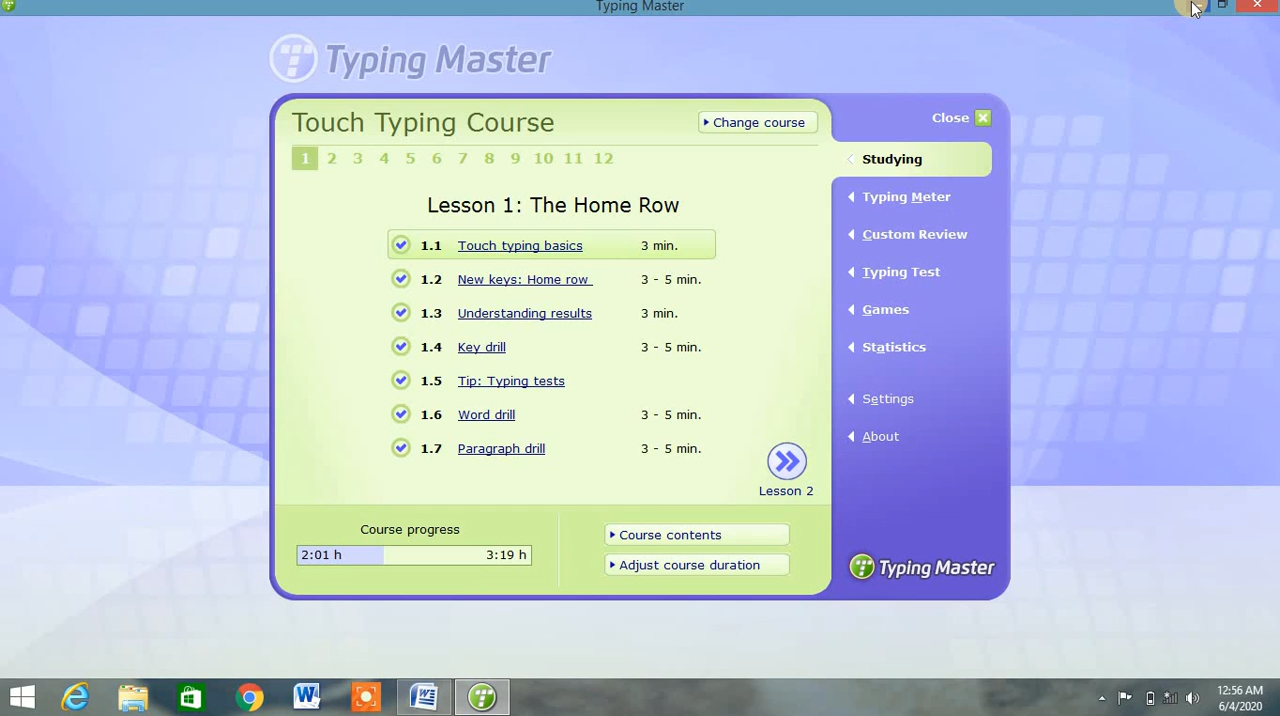 Typing Master
Typing Master
Touch Typing Course
Change course
1 2 3 4 5 6 7 8 9 10 11 12
Lesson 1: The Home Row
1.1 Touch typing basics 3 min.
1.2 New keys: Home row 3 - 5 min.
1.3 Understanding results 3 min.
1.4 Key drill 3 - 5 min.
1.5 Tip: Typing tests
1.6 Word drill 3 - 5 min.
1.7 Paragraph drill 3 - 5 min.
Lesson 2
Course progress
2:01 h 3:19 h
Course contents
Adjust course duration
Close
Studying
Typing Meter
Custom Review
Typing Test
Games
Statistics
Settings
About
Typing Master
12:56 AM
6/4/2020